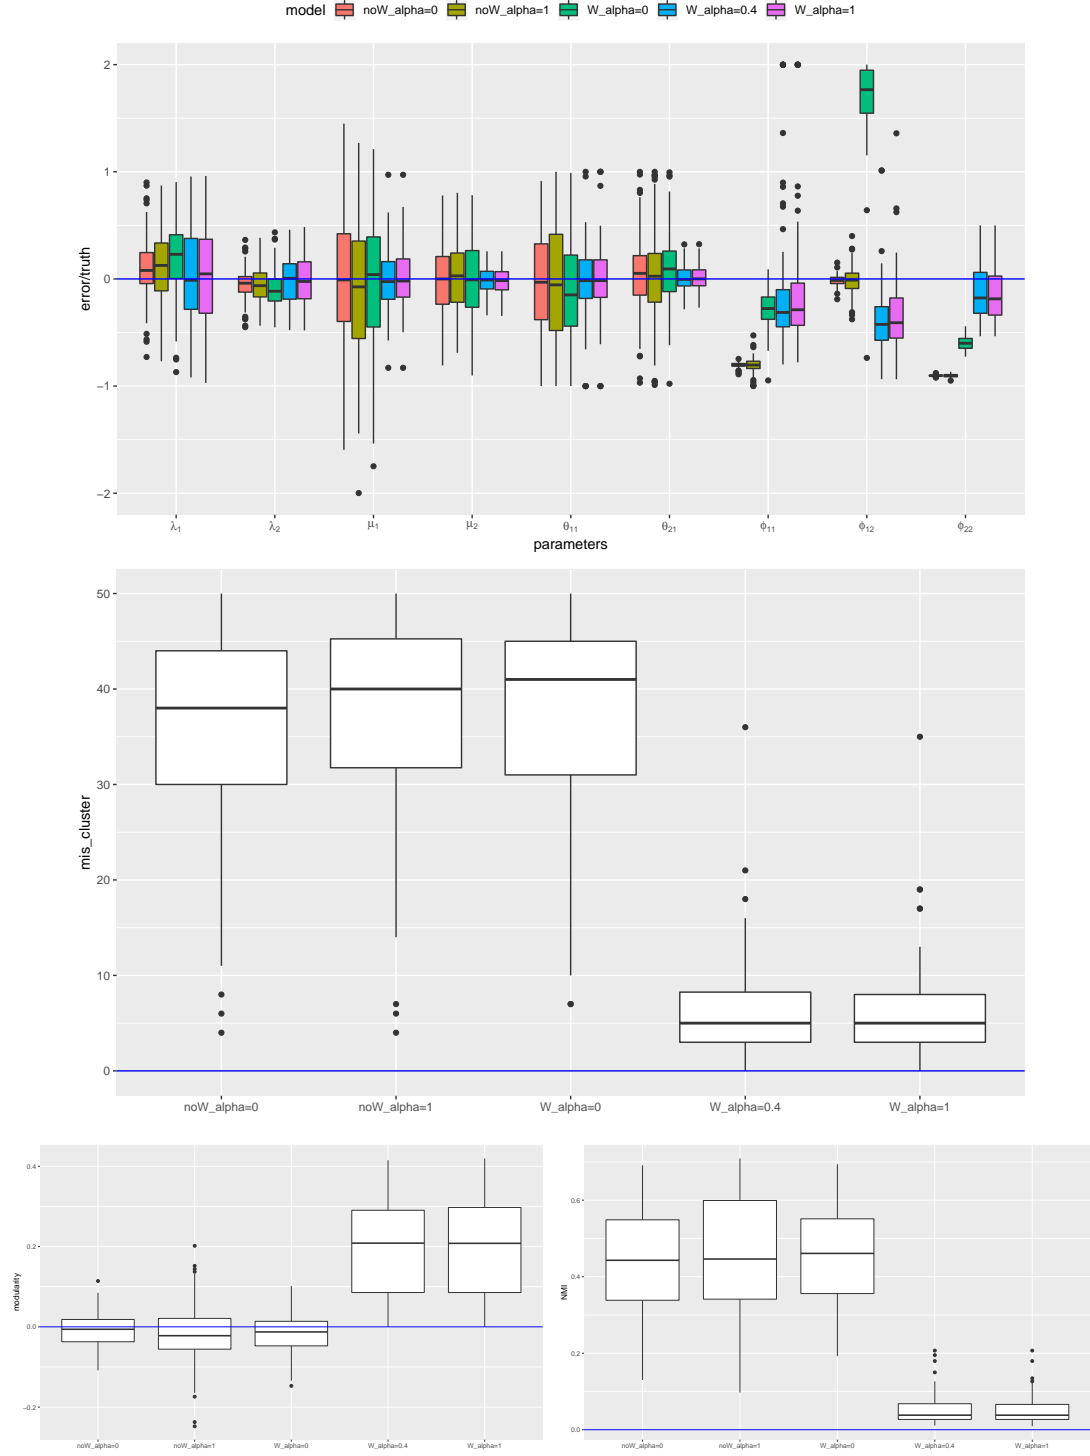 model noW_alpha=0 noW_alpha=1 W_alpha=0 W_alpha=0.4 W_alpha=1
error/truth
2
1
0
−1
−2
λ1 λ2 μ1 μ2 θ11 θ21 ϕ11 ϕ12 ϕ22
parameters
mis_cluster
50
40
30
20
10
0
noW_alpha=0 noW_alpha=1 W_alpha=0 W_alpha=0.4 W_alpha=1
modularity
0.4
0.2
0.0
−0.2
noW_alpha=0 noW_alpha=1 W_alpha=0 W_alpha=0.4 W_alpha=1
NMI
0.6
0.4
0.2
0.0
noW_alpha=0 noW_alpha=1 W_alpha=0 W_alpha=0.4 W_alpha=1